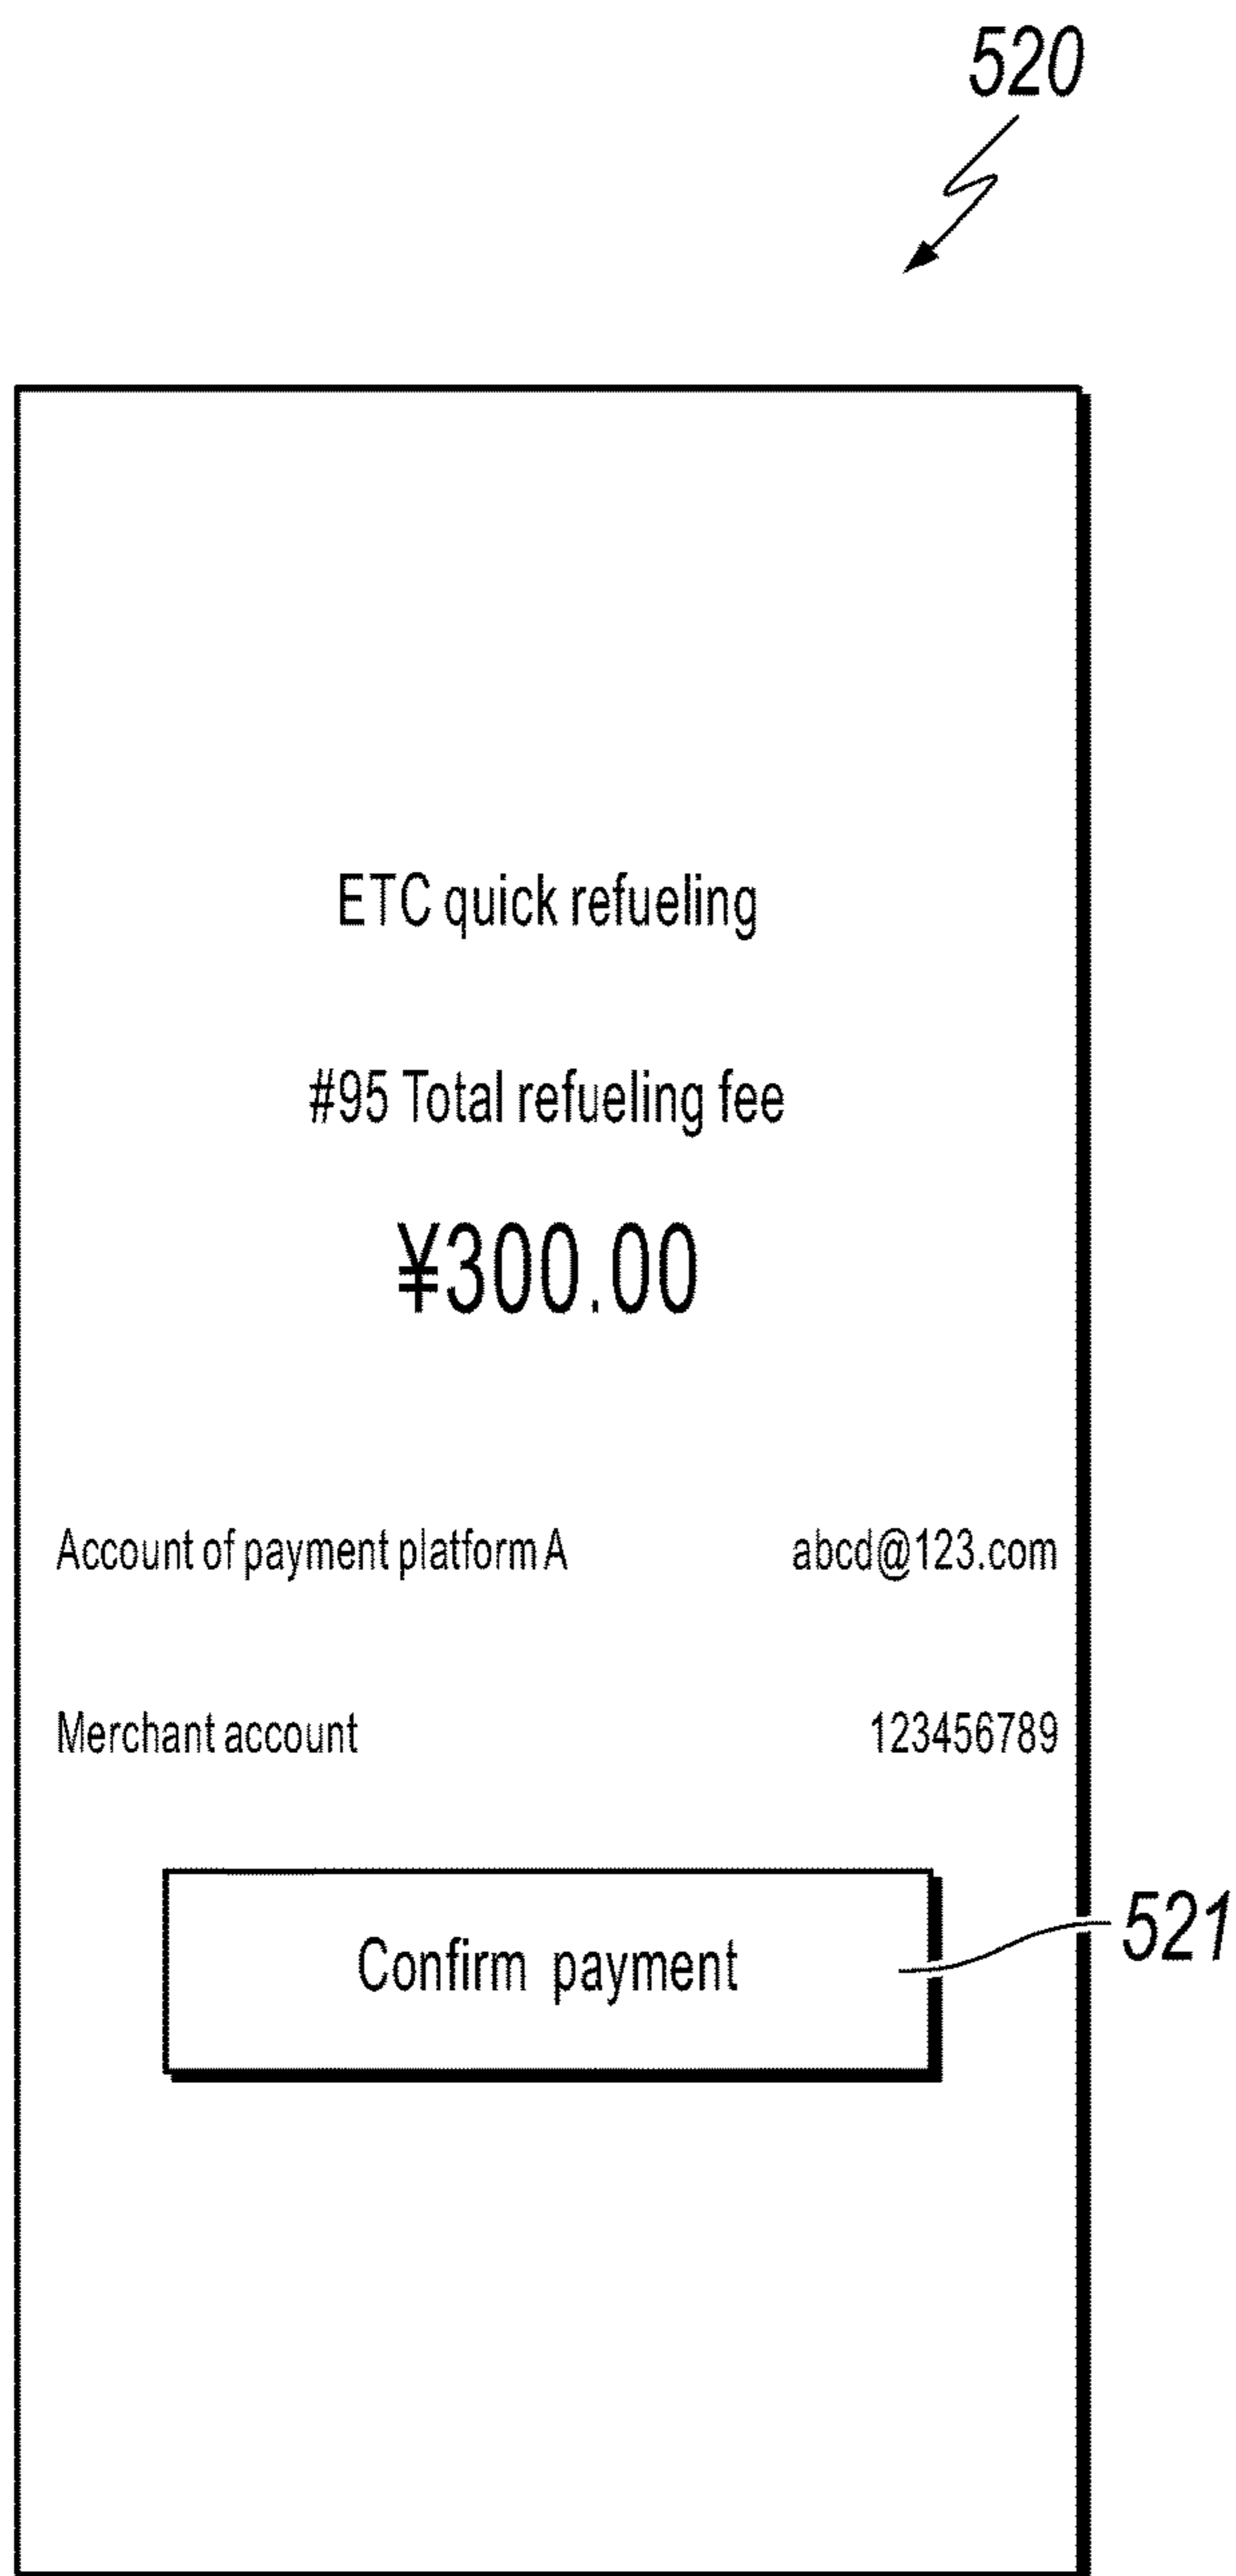 520
ETC quick refueling
#95 Total refueling fee
¥300.00
Account of payment platform A abcd@123.com
Merchant account 123456789
Confirm payment
521